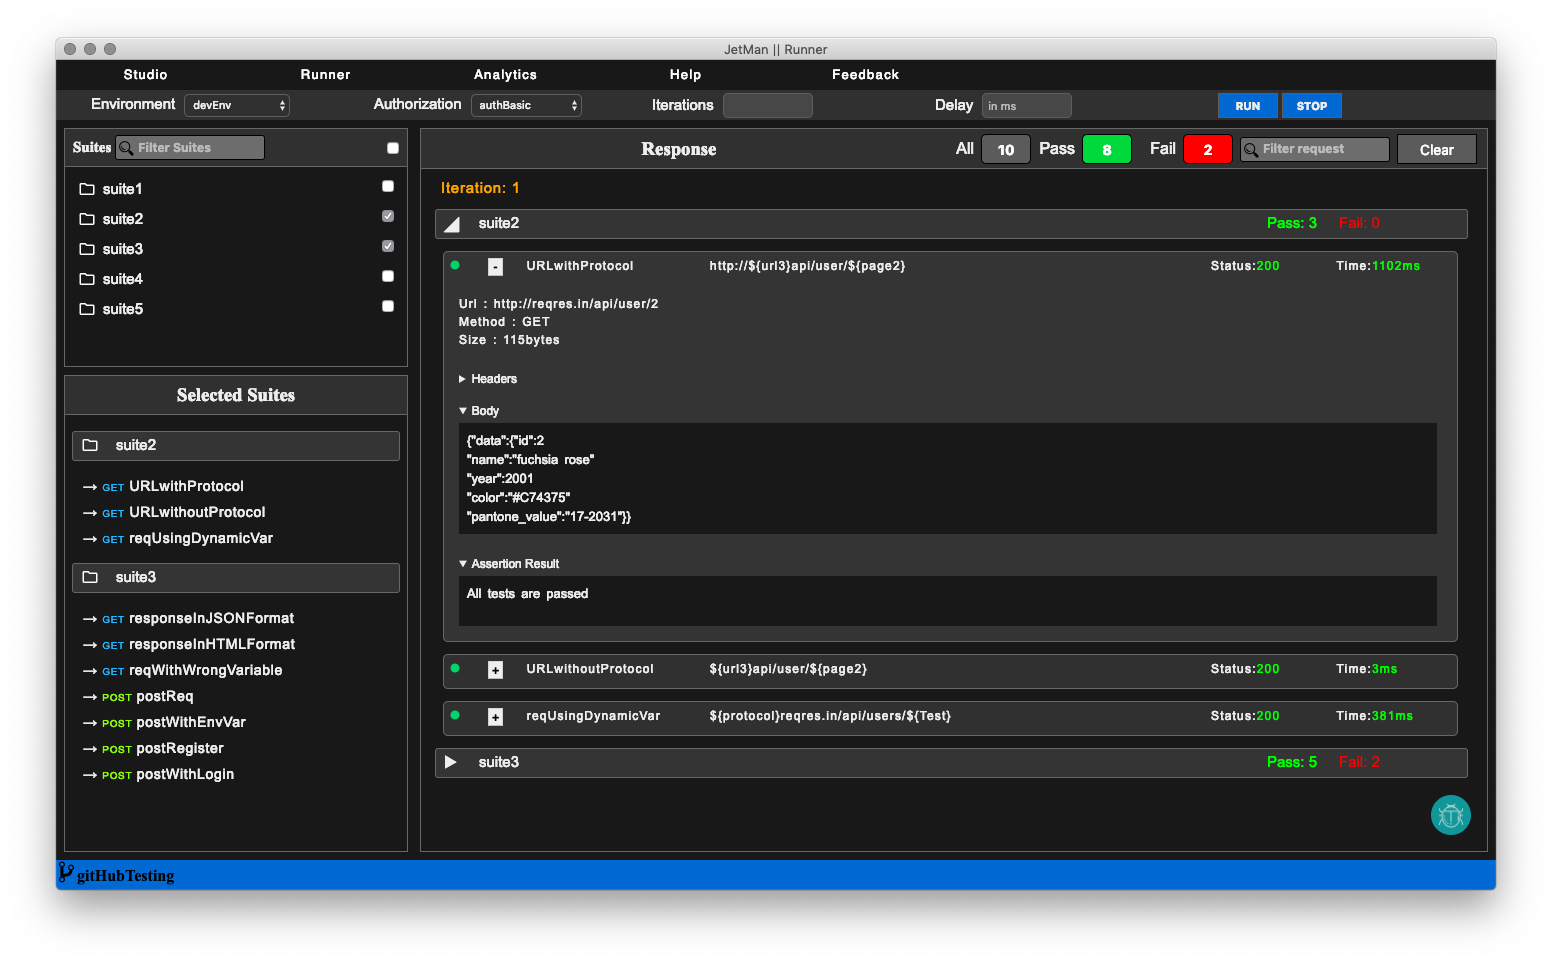 JetMan || Runner
Studio Runner Analytics Help Feedback
Environment devEnv Authorization authBasic Iterations Delay in ms RUN STOP
Suites Filter Suites
suite1
suite2
suite3
suite4
suite5
Selected Suites
suite2
→ GET URLwithProtocol
→ GET URLwithoutProtocol
→ GET reqUsingDynamicVar
suite3
→ GET responseInJSONFormat
→ GET responseInHTMLFormat
→ GET reqWithWrongVariable
→ POST postReq
→ POST postWithEnvVar
→ POST postRegister
→ POST postWithLogin
Response All 10 Pass 8 Fail 2 Filter request Clear
Iteration: 1
suite2 Pass: 3 Fail: 0
- URLwithProtocol http://${url3}api/user/${page2} Status:200 Time:1102ms
Url : http://reqres.in/api/user/2
Method : GET
Size : 115bytes
Headers
Body
{"data":{"id":2
"name":"fuchsia rose"
"year":2001
"color":"#C74375"
"pantone_value":"17-2031"}}
Assertion Result
All tests are passed
+ URLwithoutProtocol ${url3}api/user/${page2} Status:200 Time:3ms
+ reqUsingDynamicVar ${protocol}reqres.in/api/users/${Test} Status:200 Time:381ms
suite3 Pass: 5 Fail: 2
gitHubTesting